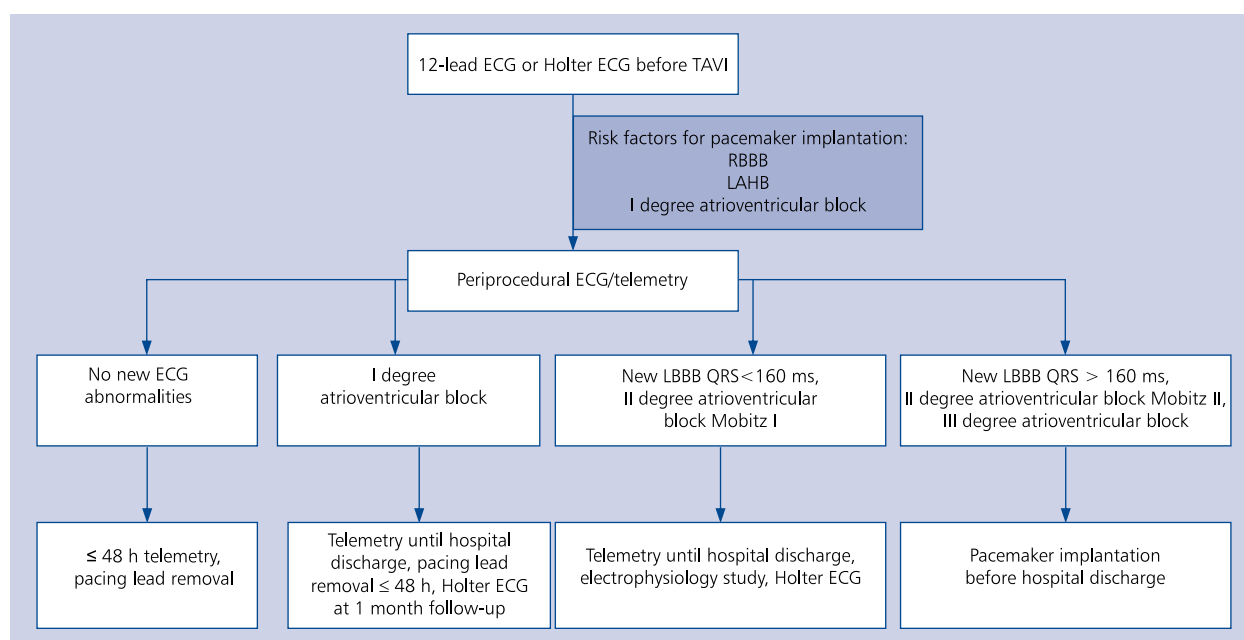 12-lead ECG or Holter ECG before TAVI
Risk factors for pacemaker implantation:
RBBB
LAHB
I degree atrioventricular block
Periprocedural ECG/telemetry
No new ECG
abnormalities
I degree
atrioventricular block
New LBBB QRS<160 ms,
II degree atrioventricular
block Mobitz I
New LBBB QRS > 160 ms,
II degree atrioventricular block Mobitz II,
III degree atrioventricular block
≤ 48 h telemetry,
pacing lead removal
Telemetry until hospital
discharge, pacing lead
removal ≤ 48 h, Holter ECG
at 1 month follow-up
Telemetry until hospital discharge,
electrophysiology study, Holter ECG
Pacemaker implantation
before hospital discharge